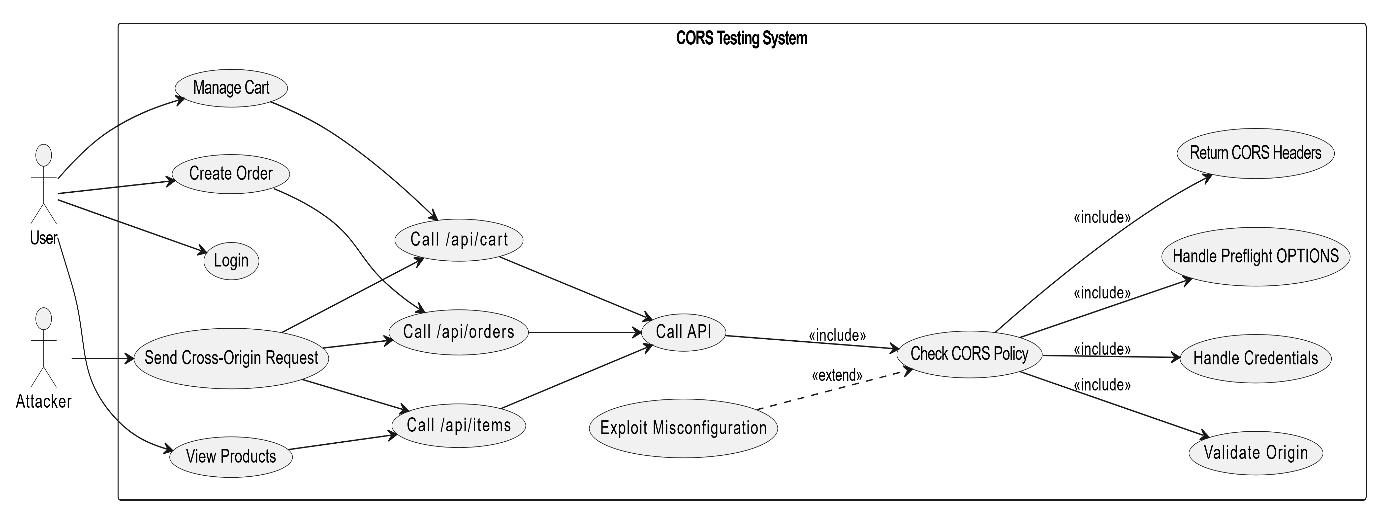 CORS Testing System
Manage Cart
Return CORS Headers
Create Order
«include»
User
Call /api/cart
Login
Handle Preflight OPTIONS
«include»
Call /api/orders
Call API
«include»
Send Cross-Origin Request
Check CORS Policy
«include»
Handle Credentials
«extend»
«include»
Attacker
Call /api/items
Exploit Misconfiguration
View Products
Validate Origin